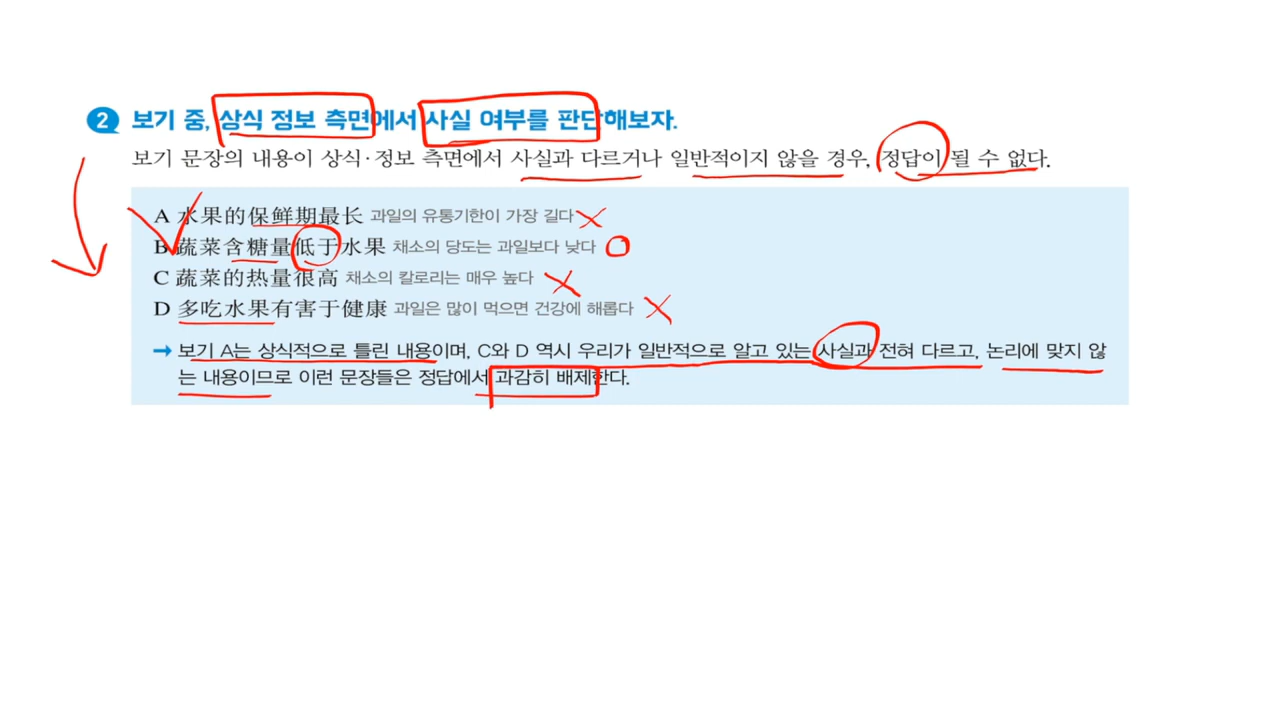 2 보기 중, 상식 정보 측면에서 사실 여부를 판단해보자.
보기 문장의 내용이 상식·정보 측면에서 사실과 다르거나 일반적이지 않을 경우, 정답이 될 수 없다.
A 水果的保鲜期最长 과일의 유통기한이 가장 길다
B 蔬菜含糖量低于水果 채소의 당도는 과일보다 낮다
C 蔬菜的热量很高 채소의 칼로리는 매우 높다
D 多吃水果有害于健康 과일은 많이 먹으면 건강에 해롭다
→ 보기 A는 상식적으로 틀린 내용이며, C와 D 역시 우리가 일반적으로 알고 있는 사실과 전혀 다르고, 논리에 맞지 않
는 내용이므로 이런 문장들은 정답에서 과감히 배제한다.